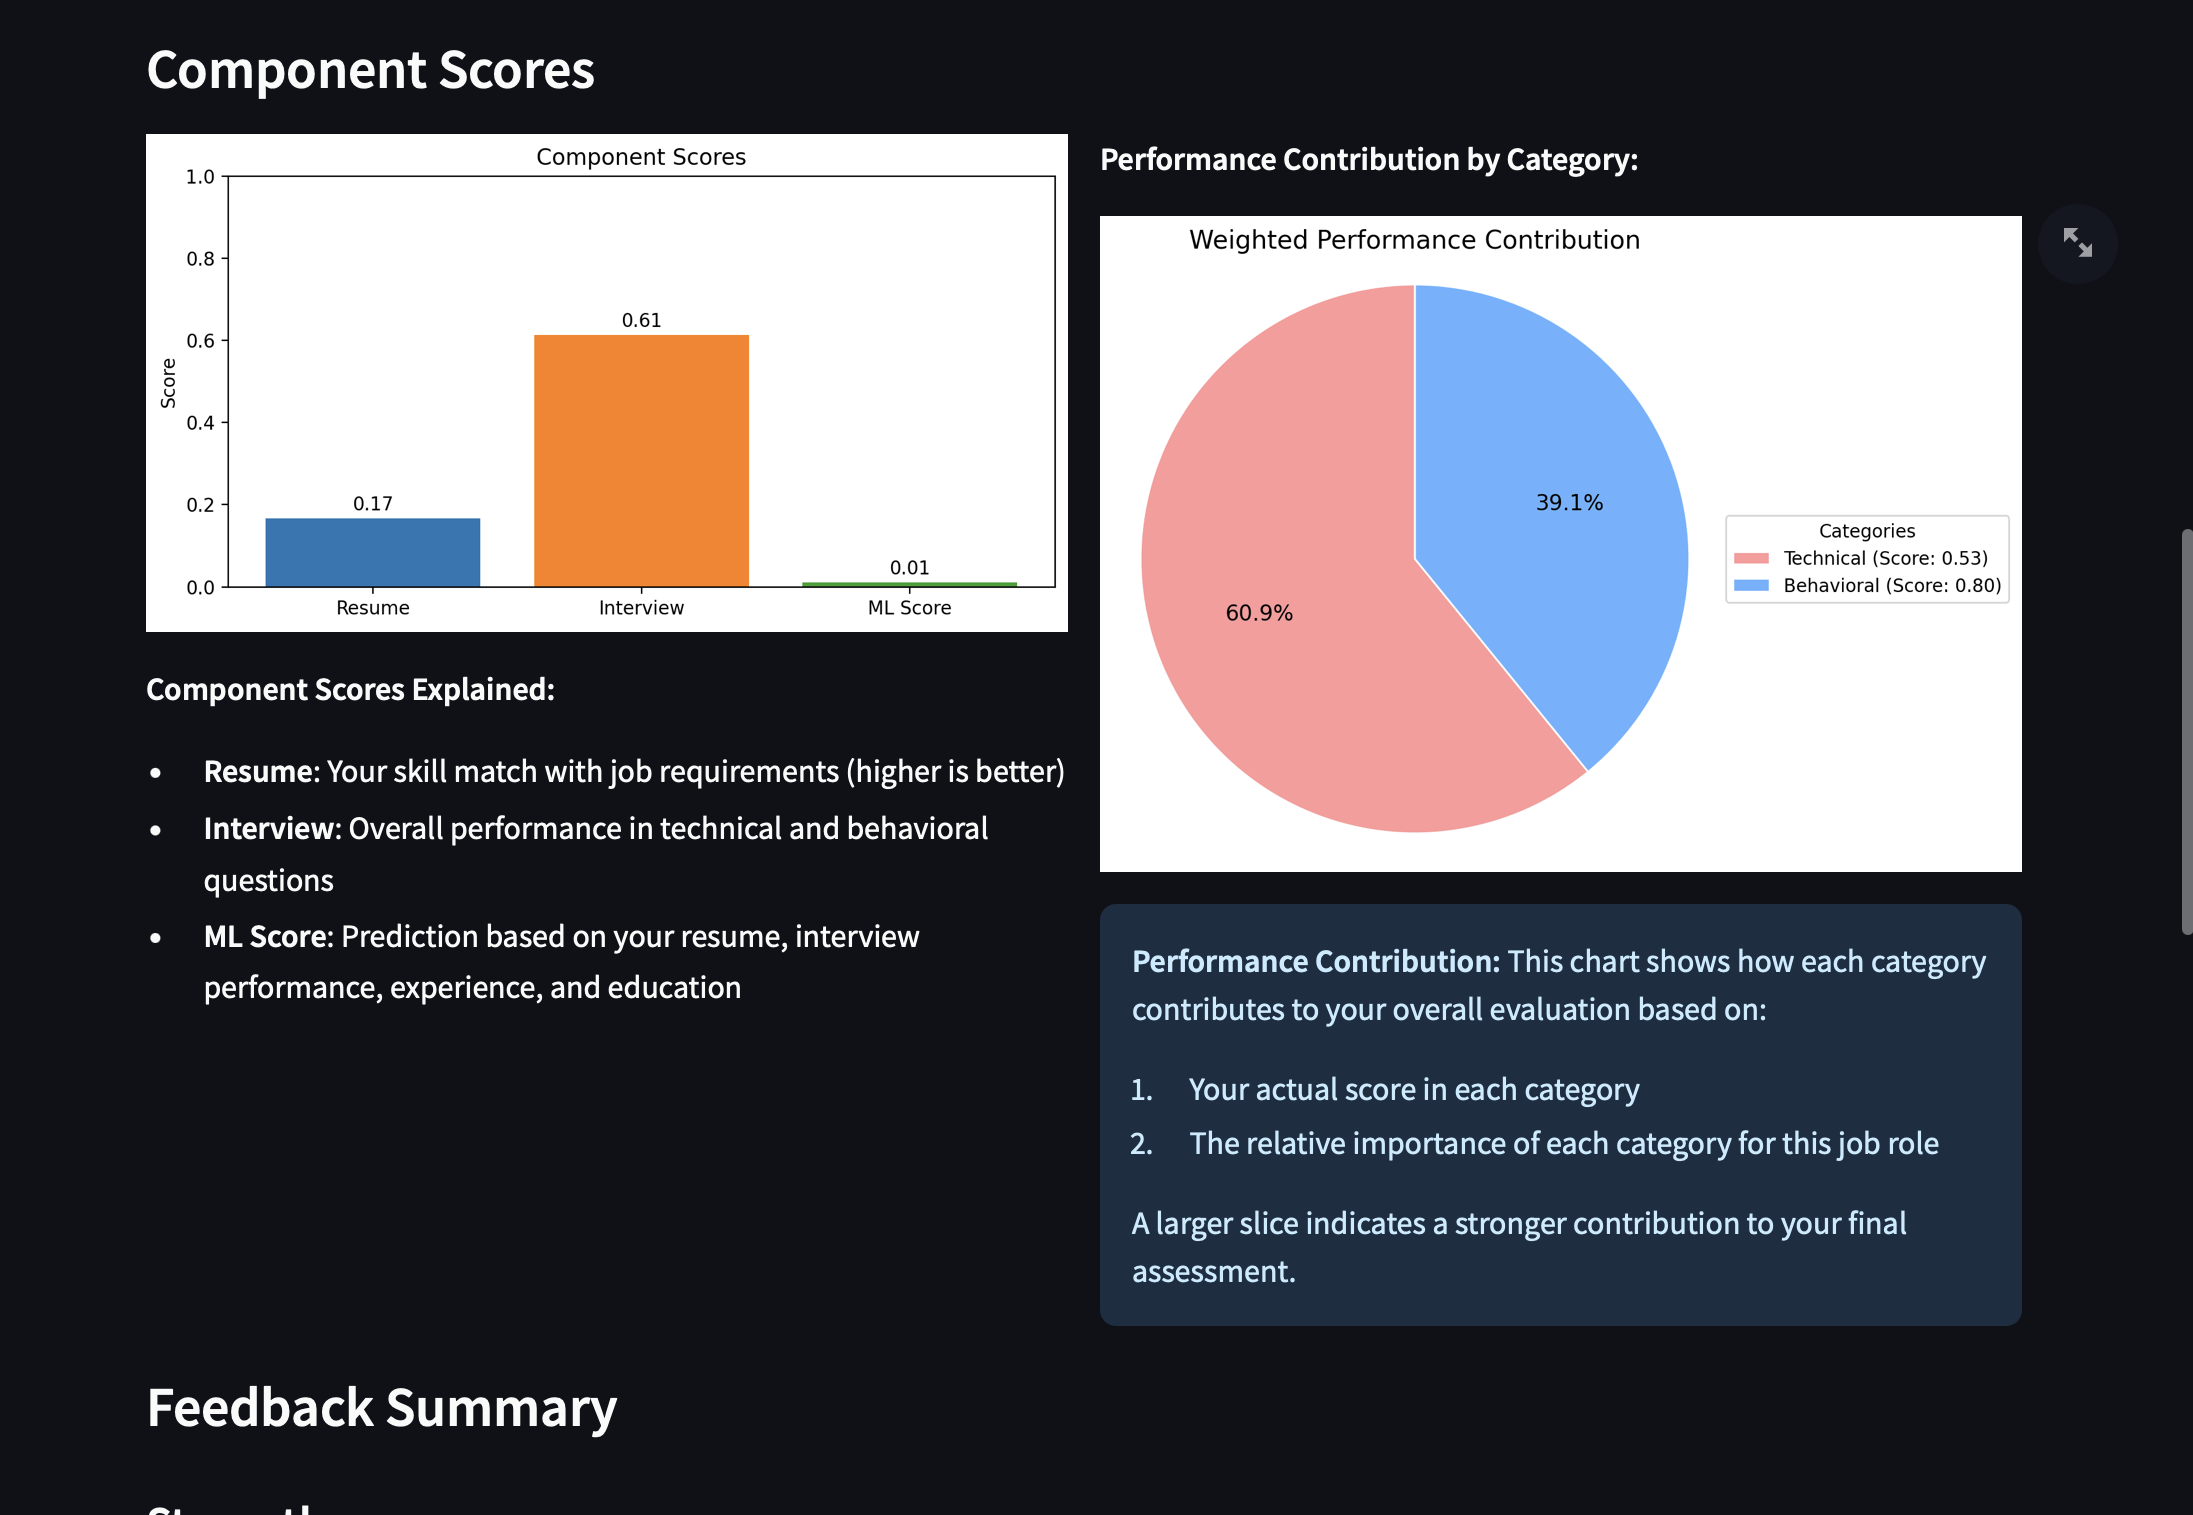 Component Scores
Component Scores
1.0
0.8
0.6
0.4
0.2
0.0
Score
0.17
0.61
0.01
Resume
Interview
ML Score
Component Scores Explained:
• Resume: Your skill match with job requirements (higher is better)
• Interview: Overall performance in technical and behavioral
questions
• ML Score: Prediction based on your resume, interview
performance, experience, and education
Performance Contribution by Category:
Weighted Performance Contribution
39.1%
60.9%
Categories
Technical (Score: 0.53)
Behavioral (Score: 0.80)
Performance Contribution: This chart shows how each category
contributes to your overall evaluation based on:
1. Your actual score in each category
2. The relative importance of each category for this job role
A larger slice indicates a stronger contribution to your final
assessment.
Feedback Summary